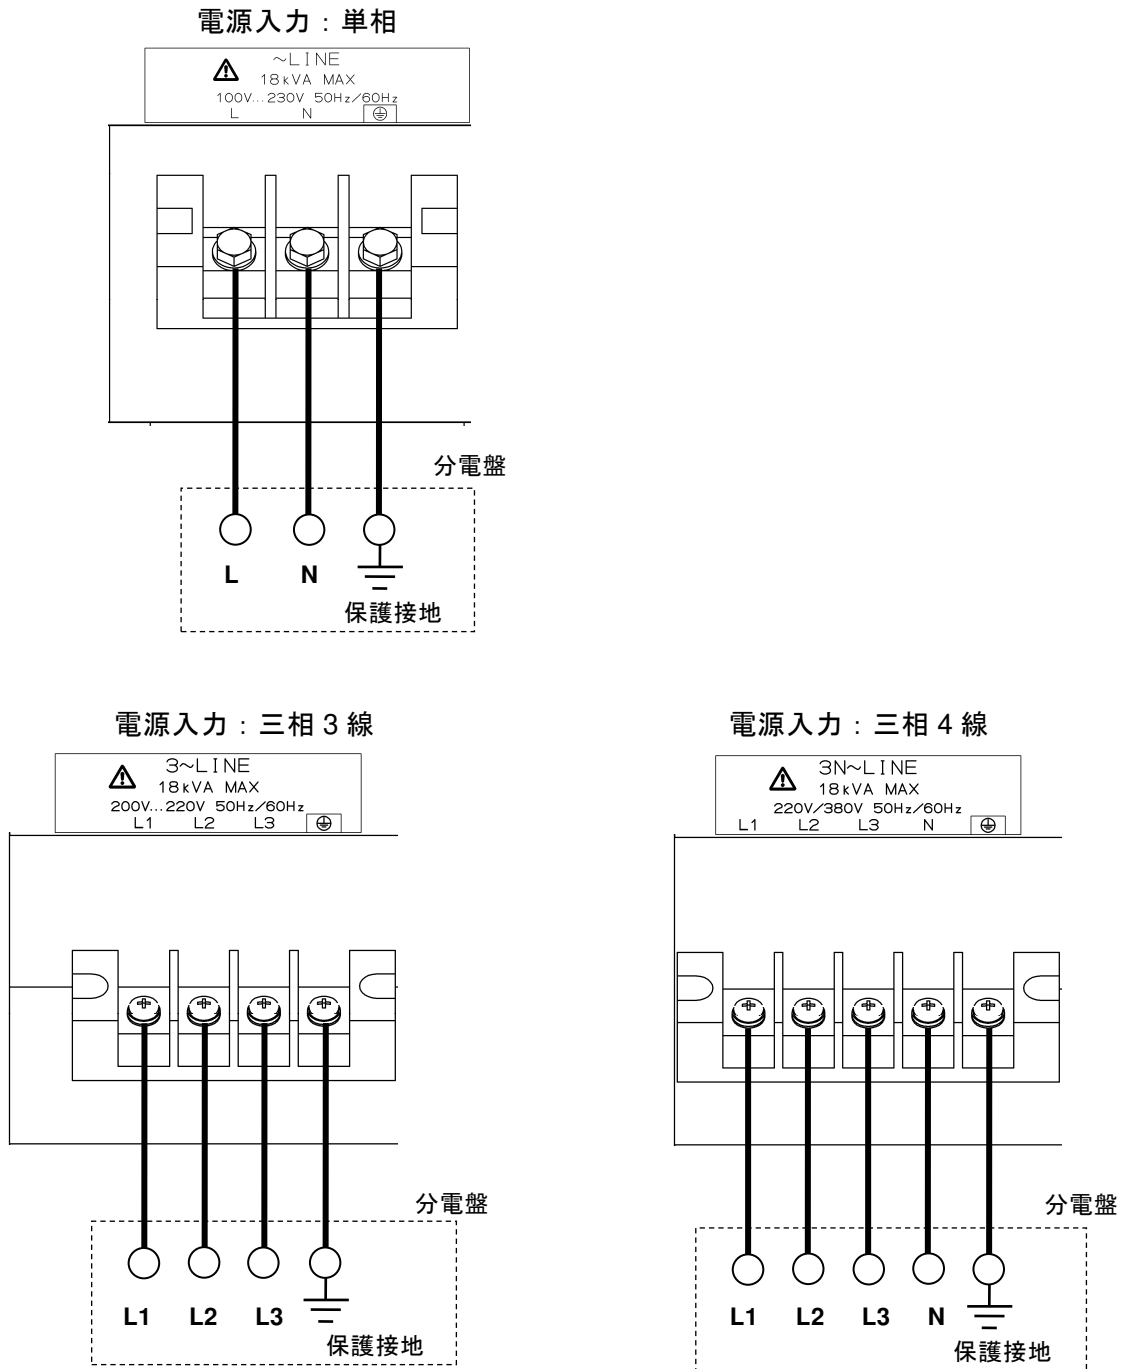 電源入力：単相
~LINE
18kVA MAX
100V...230V 50Hz/60Hz
L N
分電盤
L N
保護接地
電源入力：三相 3 線
3~LINE
18kVA MAX
200V...220V 50Hz/60Hz
L1 L2 L3
分電盤
L1 L2 L3
保護接地
電源入力：三相 4 線
3N~LINE
18kVA MAX
220V/380V 50Hz/60Hz
L1 L2 L3 N
分電盤
L1 L2 L3 N
保護接地